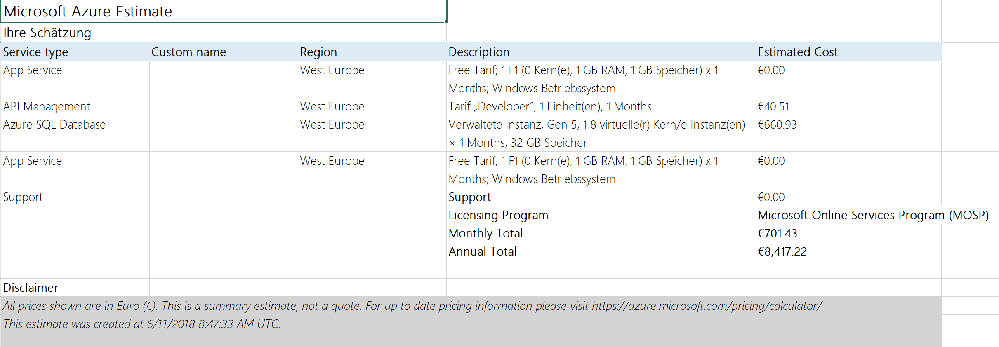 Microsoft Azure Estimate
Ihre Schätzung
Service type Custom name Region Description Estimated Cost
App Service West Europe Free Tarif; 1 F1 (0 Kern(e), 1 GB RAM, 1 GB Speicher) x 1 €0.00
Months; Windows Betriebssystem
API Management West Europe Tarif „Developer“, 1 Einheit(en), 1 Months €40.51
Azure SQL Database West Europe Verwaltete Instanz, Gen 5, 1 8 virtuelle(r) Kern/e Instanz(en) €660.93
× 1 Months, 32 GB Speicher
App Service West Europe Free Tarif; 1 F1 (0 Kern(e), 1 GB RAM, 1 GB Speicher) x 1 €0.00
Months; Windows Betriebssystem
Support Support €0.00
Licensing Program Microsoft Online Services Program (MOSP)
Monthly Total €701.43
Annual Total €8,417.22
Disclaimer
All prices shown are in Euro (€). This is a summary estimate, not a quote. For up to date pricing information please visit https://azure.microsoft.com/pricing/calculator/
This estimate was created at 6/11/2018 8:47:33 AM UTC.